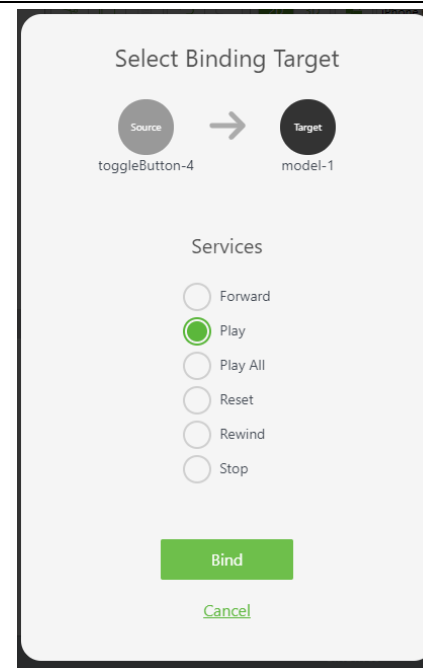 Select Binding Target
Source
Target
toggleButton-4
model-1
Services
Forward
Play
Play All
Reset
Rewind
Stop
Bind
Cancel